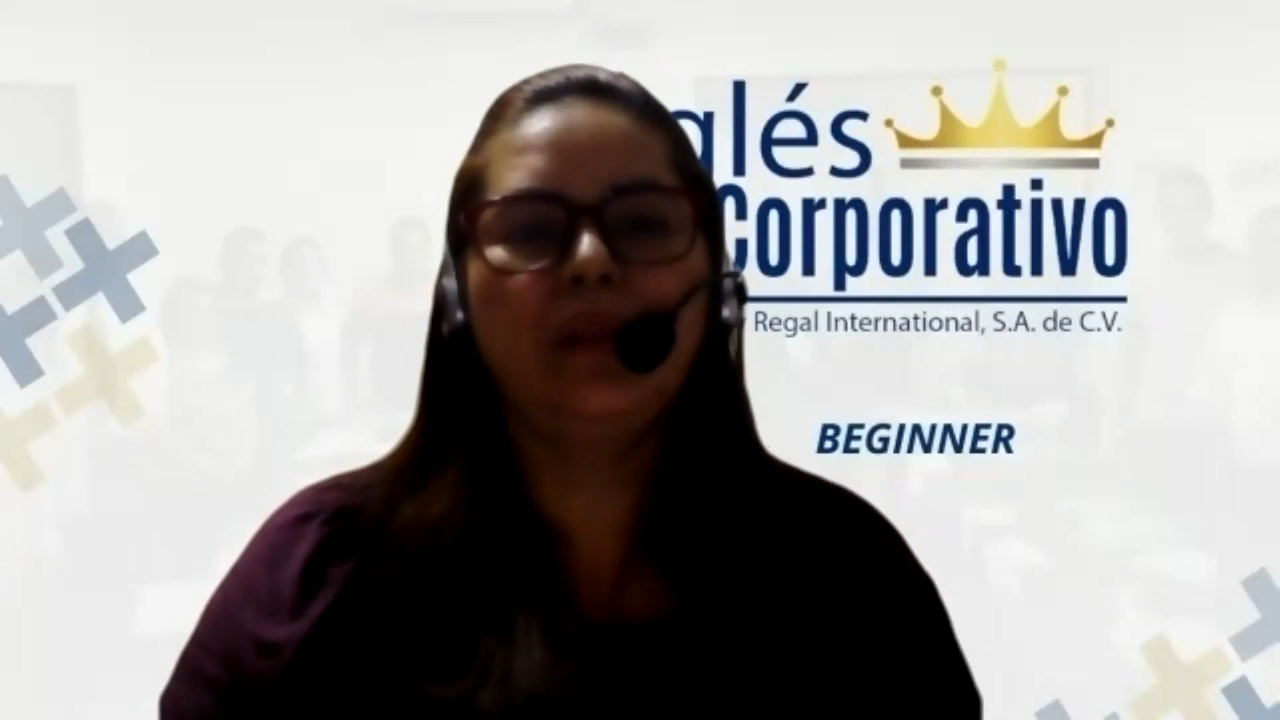 glés
Corporativo
Regal International, S.A. de C.V.
BEGINNER